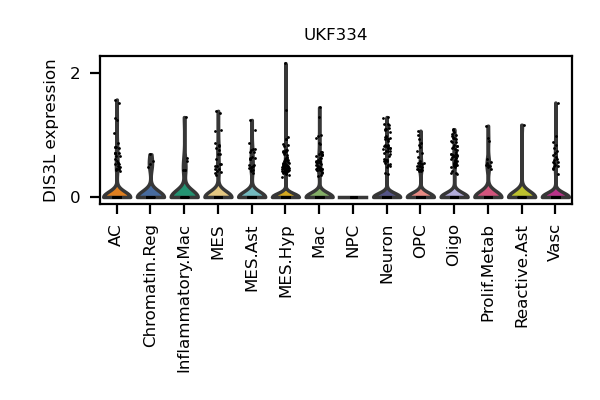 UKF334
DIS3L expression
2
0
AC
Chromatin.Reg
Inflammatory.Mac
MES
MES.Ast
MES.Hyp
Mac
NPC
Neuron
OPC
Oligo
Prolif.Metab
Reactive.Ast
Vasc